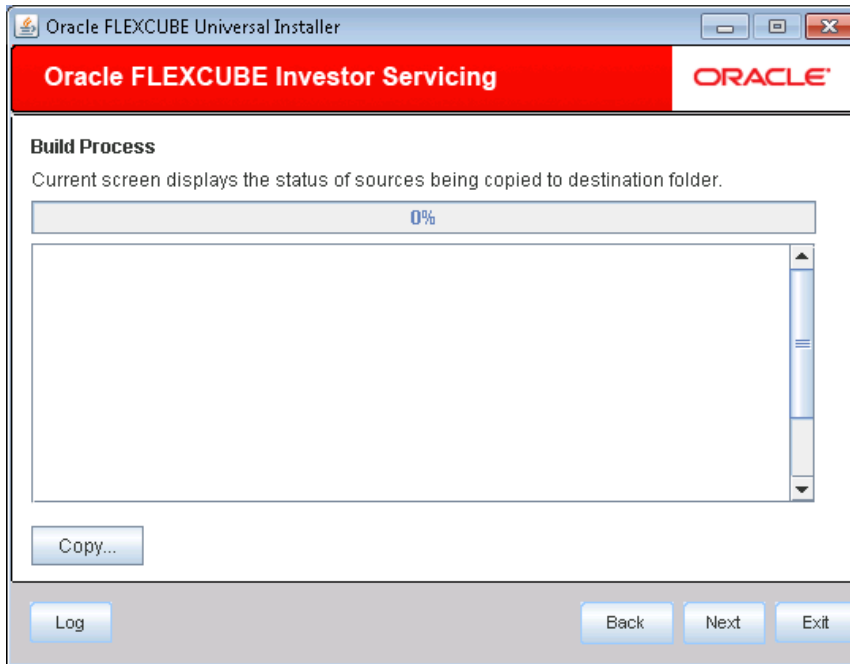 Oracle FLEXCUBE Universal Installer
Oracle FLEXCUBE Investor Servicing
ORACLE
Build Process
Current screen displays the status of sources being copied to destination folder.
0%
Copy...
Log Back Next Exit